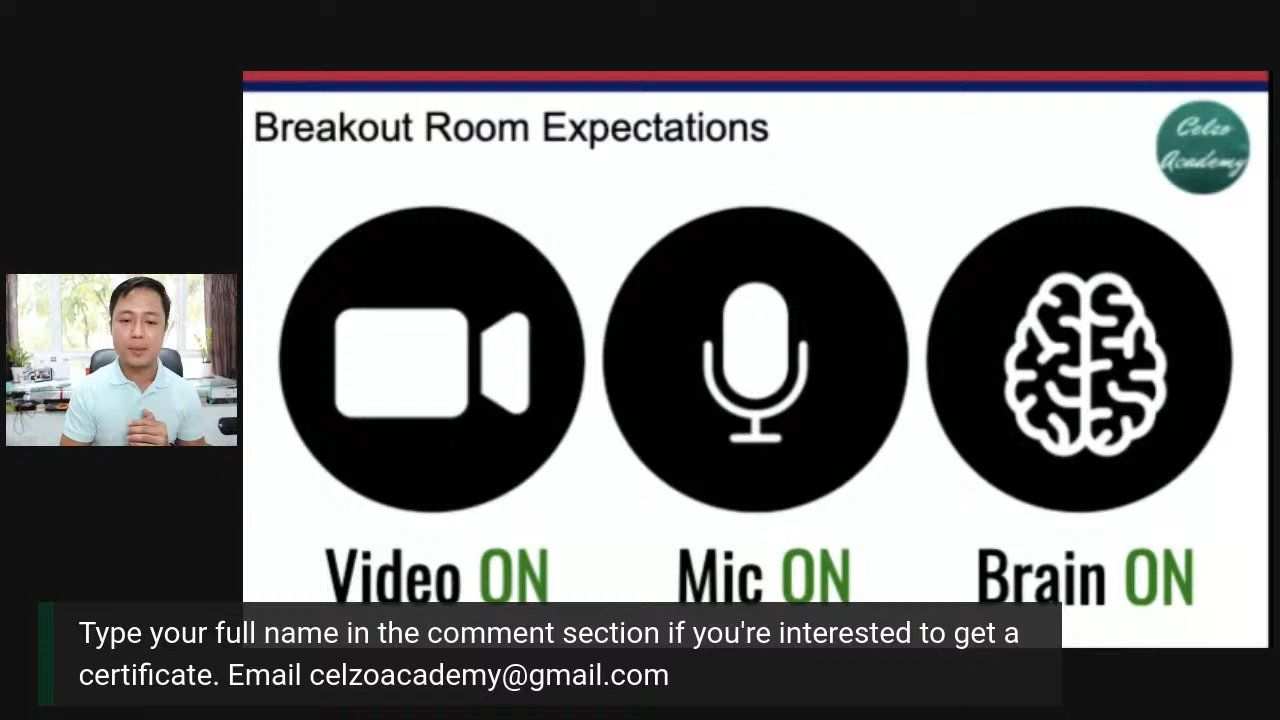 Breakout Room Expectations
Celzo
Academy
Video ON
Mic ON
Brain ON
Type your full name in the comment section if you're interested to get a
certificate. Email celzoacademy@gmail.com